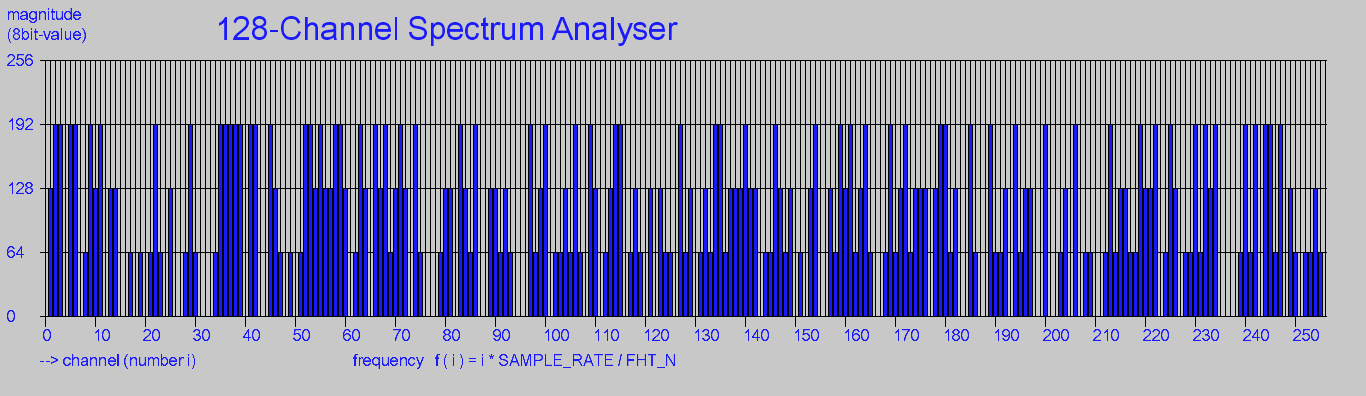 magnitude
(8bit-value)
128-Channel Spectrum Analyser
256
192
128
64
0
0 10 20 30 40 50 60 70 80 90 100 110 120 130 140 150 160 170 180 190 200 210 220 230 240 250
--> channel (number i)
frequency f ( i ) = i * SAMPLE_RATE / FHT_N